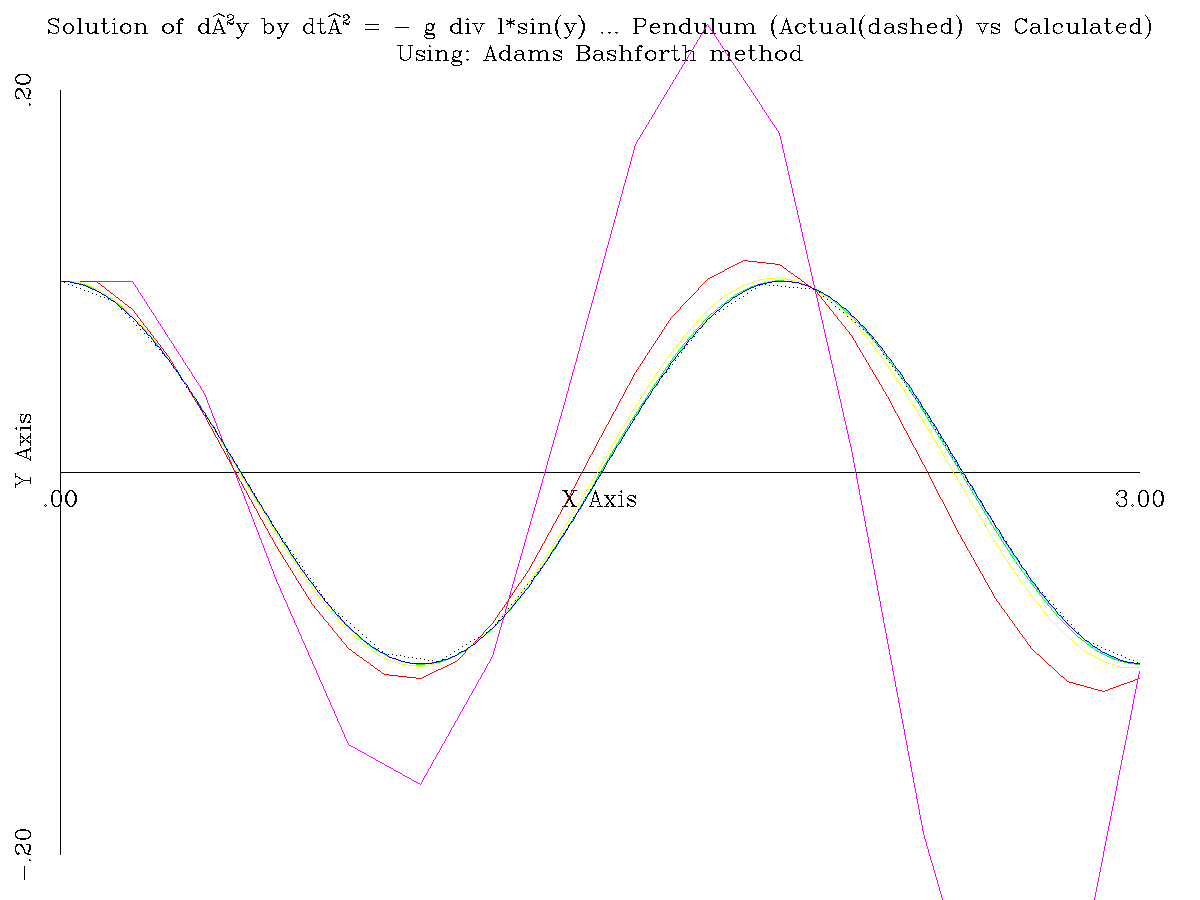 Solution of dÂ²y by dtÂ² = − g div l*sin(y) ... Pendulum (Actual(dashed) vs Calculated)
Using: Adams Bashforth method
.20
Y Axis
.00
X Axis
3.00
−.20